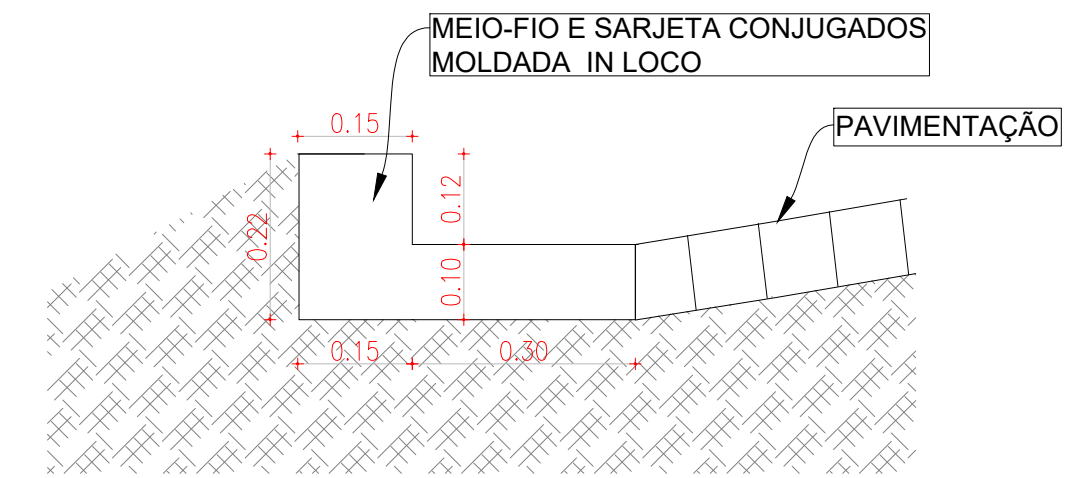 MEIO-FIO E SARJETA CONJUGADOS
MOLDADA IN LOCO
PAVIMENTAÇÃO
0.15
0.12
0.22
0.10
0.15
0.30